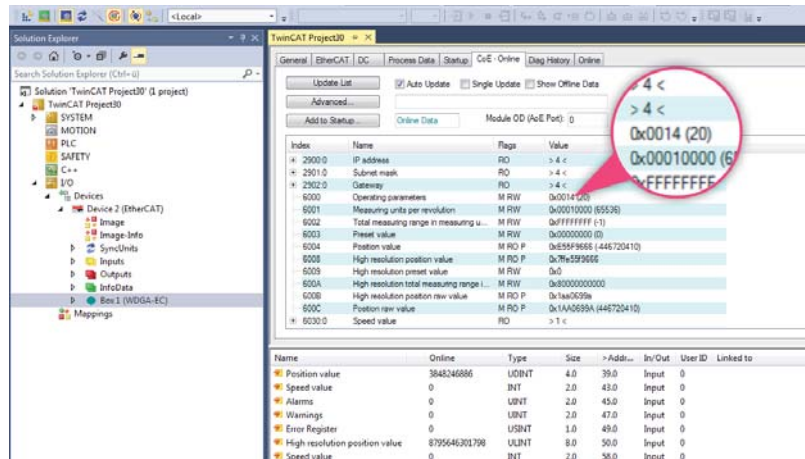 <Local>
Solution Explorer
Search Solution Explorer (Ctrl+ü)
Solution 'TwinCAT Project30' (1 project)
TwinCAT Project30
SYSTEM
MOTION
PLC
SAFETY
C++
I/O
Devices
Device 2 (EtherCAT)
Image
Image-Info
SyncUnits
Inputs
Outputs
InfoData
Box 1 (WDGA-EC)
Mappings
TwinCAT Project30
General EtherCAT DC Process Data Startup CoE - Online Diag History Online
Update List Auto Update Single Update Show Offline Data
Advanced...
Add to Startup... Online Data Module OD (AoE Port): 0
Index Name Flags Value
2900:0 IP address RO > 4 <
2901:0 Subnet mask RO > 4 <
2902:0 Gateway RO > 4 <
6000 Operating parameters M RW 0x0014 (20)
6001 Measuring units per revolution M RW 0x00010000 (65536)
6002 Total measuring range in measuring u... M RW 0xFFFFFFFF (-1)
6003 Preset value M RW 0x00000000 (0)
6004 Position value M RO P 0xE55F9666 (-446720410)
6008 High resolution position value M RO P 0x7ffe55f9666
6009 High resolution preset value M RW 0x0
600A High resolution total measuring range i... M RW 0x80000000000
600B High resolution position raw value M RO P 0x1aa0699a
600C Position raw value M RO P 0x1AA0699A (446720410)
6030:0 Speed value RO > 1 <
> 4 <
> 4 <
0x0014 (20)
0x00010000 (6
0xFFFFFFFF
Name Online Type Size >Addr... In/Out User ID Linked to
Position value 3848246886 UDINT 4.0 39.0 Input 0
Speed value 0 INT 2.0 43.0 Input 0
Alarms 0 UINT 2.0 45.0 Input 0
Warnings 0 UINT 2.0 47.0 Input 0
Error Register 0 USINT 1.0 49.0 Input 0
High resolution position value 8795646301798 ULINT 8.0 50.0 Input 0
Speed value 0 INT 2.0 58.0 Input 0